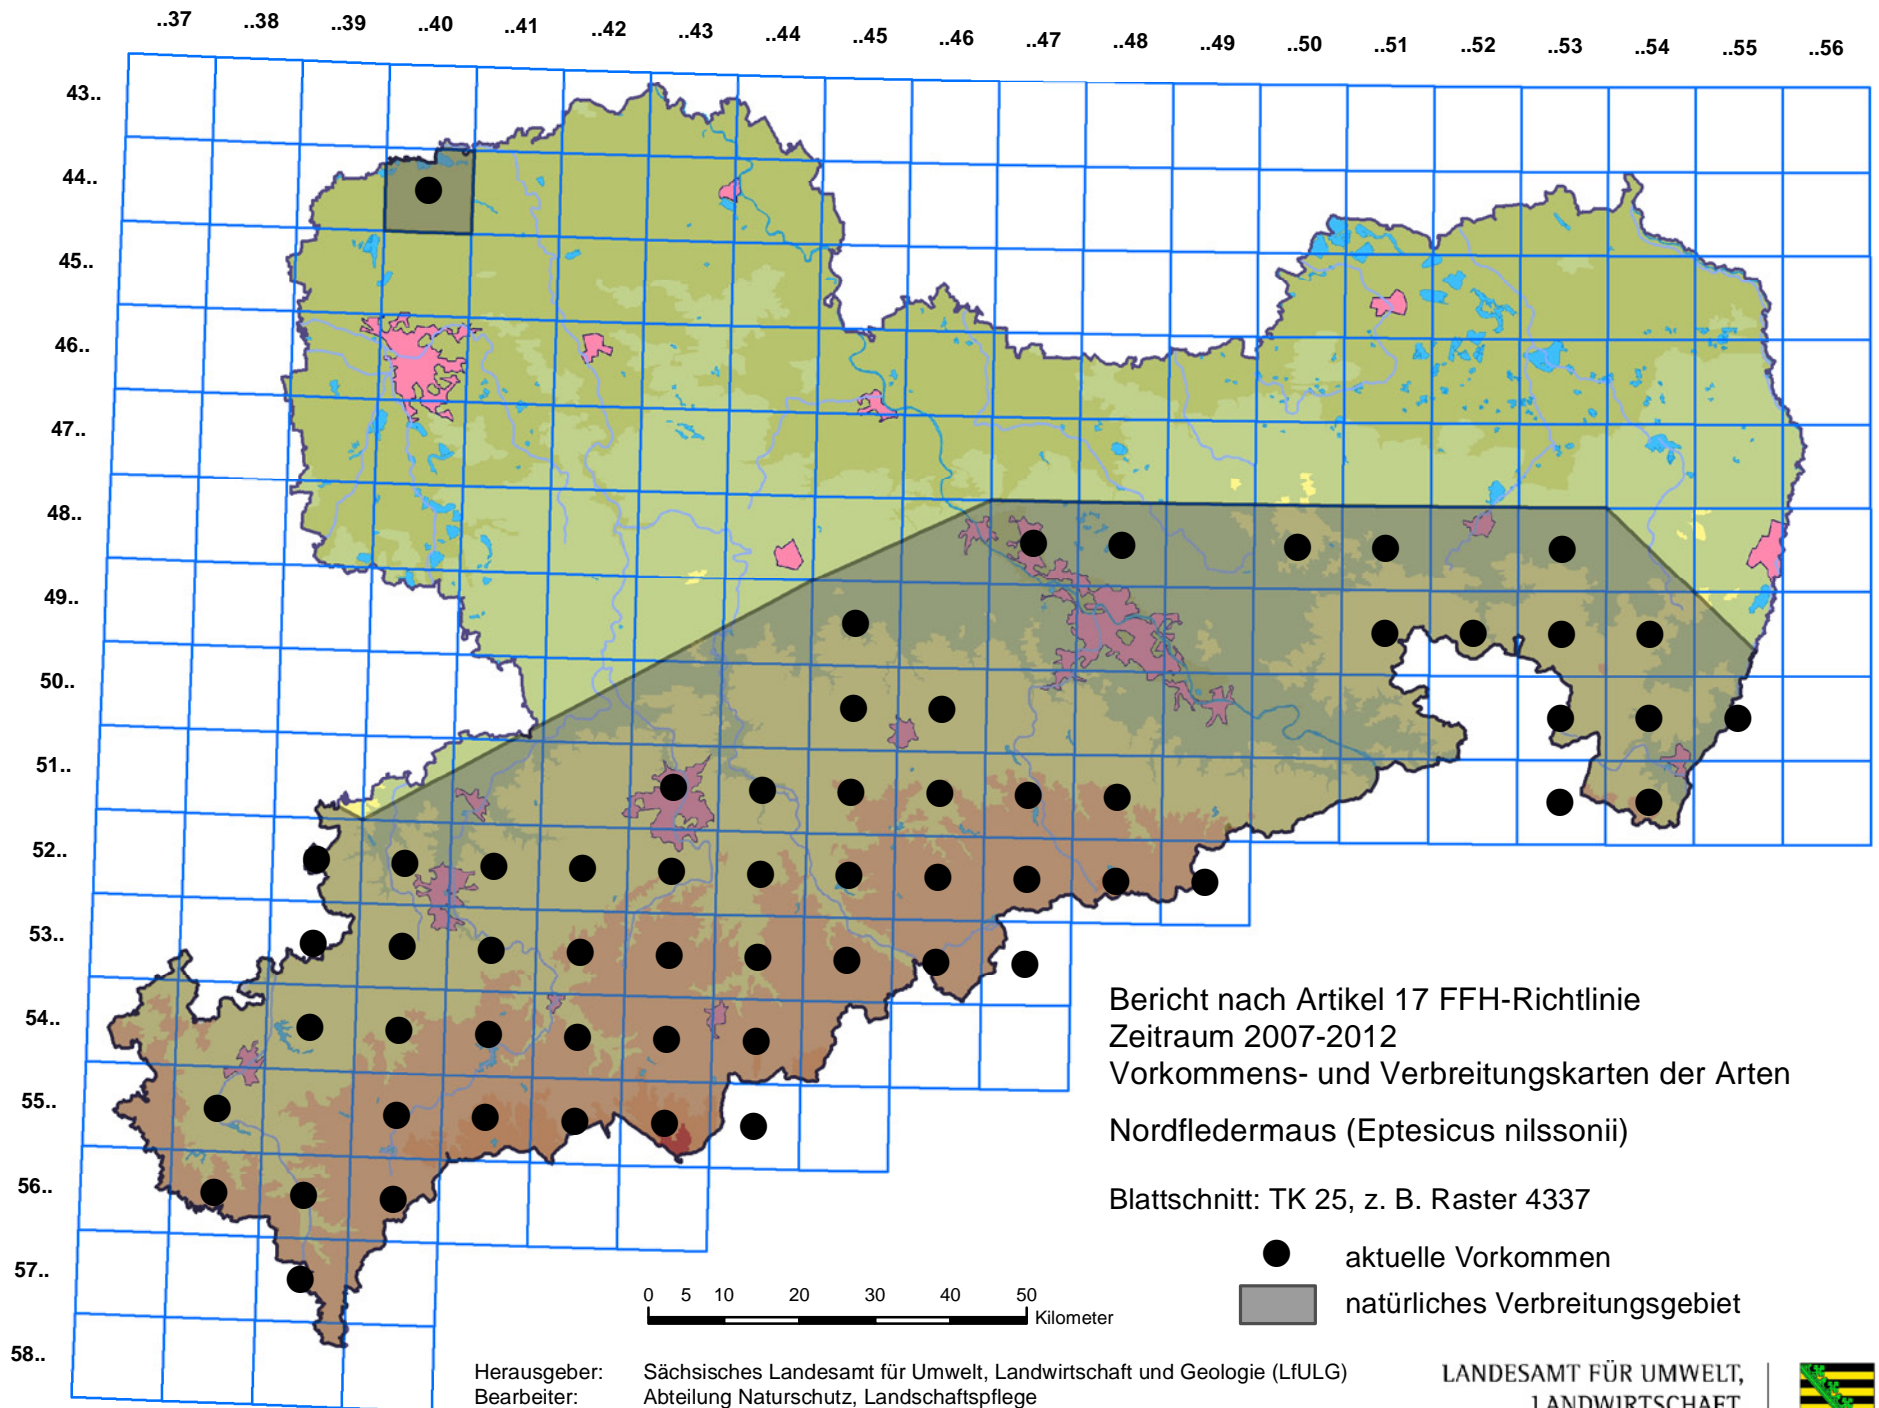 ..37 ..38 ..39 ..40 ..41 ..42 ..43 ..44 ..45 ..46 ..47 ..48 ..49 ..50 ..51 ..52 ..53 ..54 ..55 ..56
43..
44..
45..
46..
47..
48..
49..
50..
51..
52..
53..
54..
55..
56..
57..
58..
Bericht nach Artikel 17 FFH-Richtlinie
Zeitraum 2007-2012
Vorkommens- und Verbreitungskarten der Arten
Nordfledermaus (Eptesicus nilssonii)
Blattschnitt: TK 25, z. B. Raster 4337
aktuelle Vorkommen
natürliches Verbreitungsgebiet
0 5 10 20 30 40 50
Kilometer
Herausgeber: Sächsisches Landesamt für Umwelt, Landwirtschaft und Geologie (LfULG)
Bearbeiter: Abteilung Naturschutz, Landschaftspflege
LANDESAMT FÜR UMWELT,
LANDWIRTSCHAFT